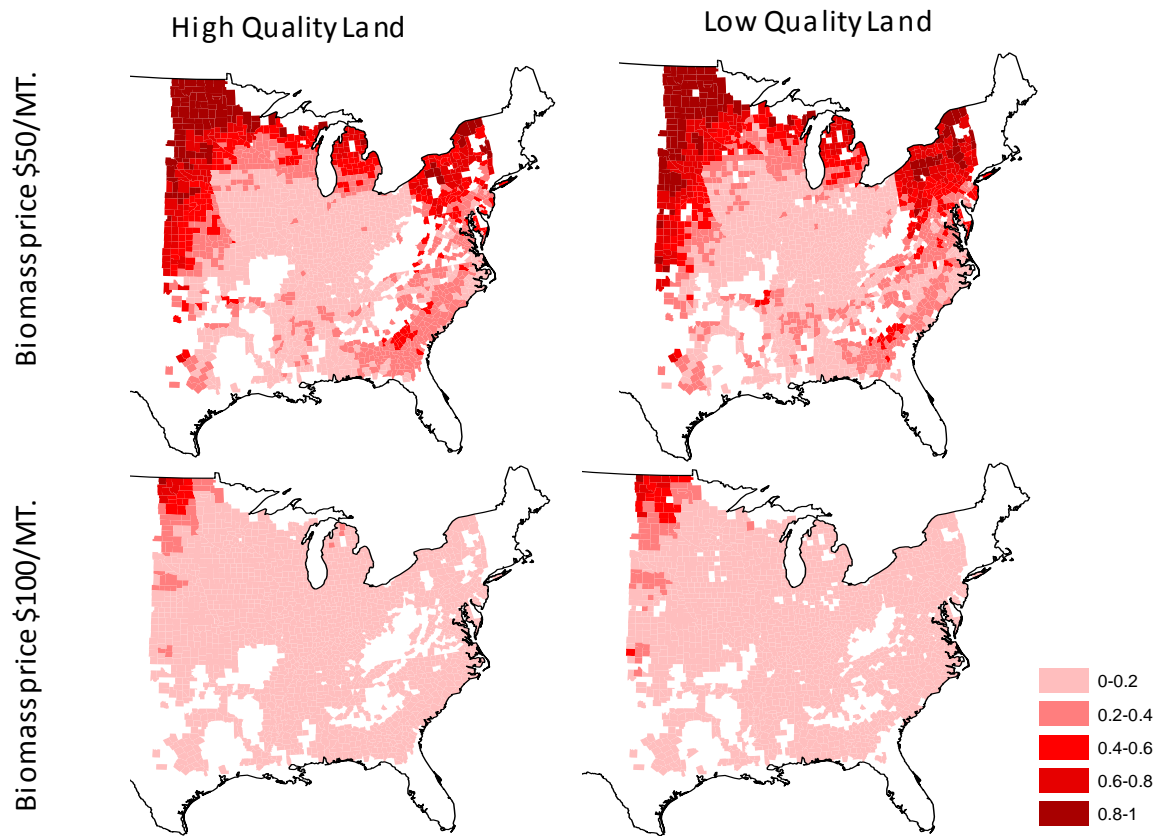 High Quality Land
Low Quality Land
Biomass price $50/MT.
Biomass price $100/MT.
0-0.2
0.2-0.4
0.4-0.6
0.6-0.8
0.8-1